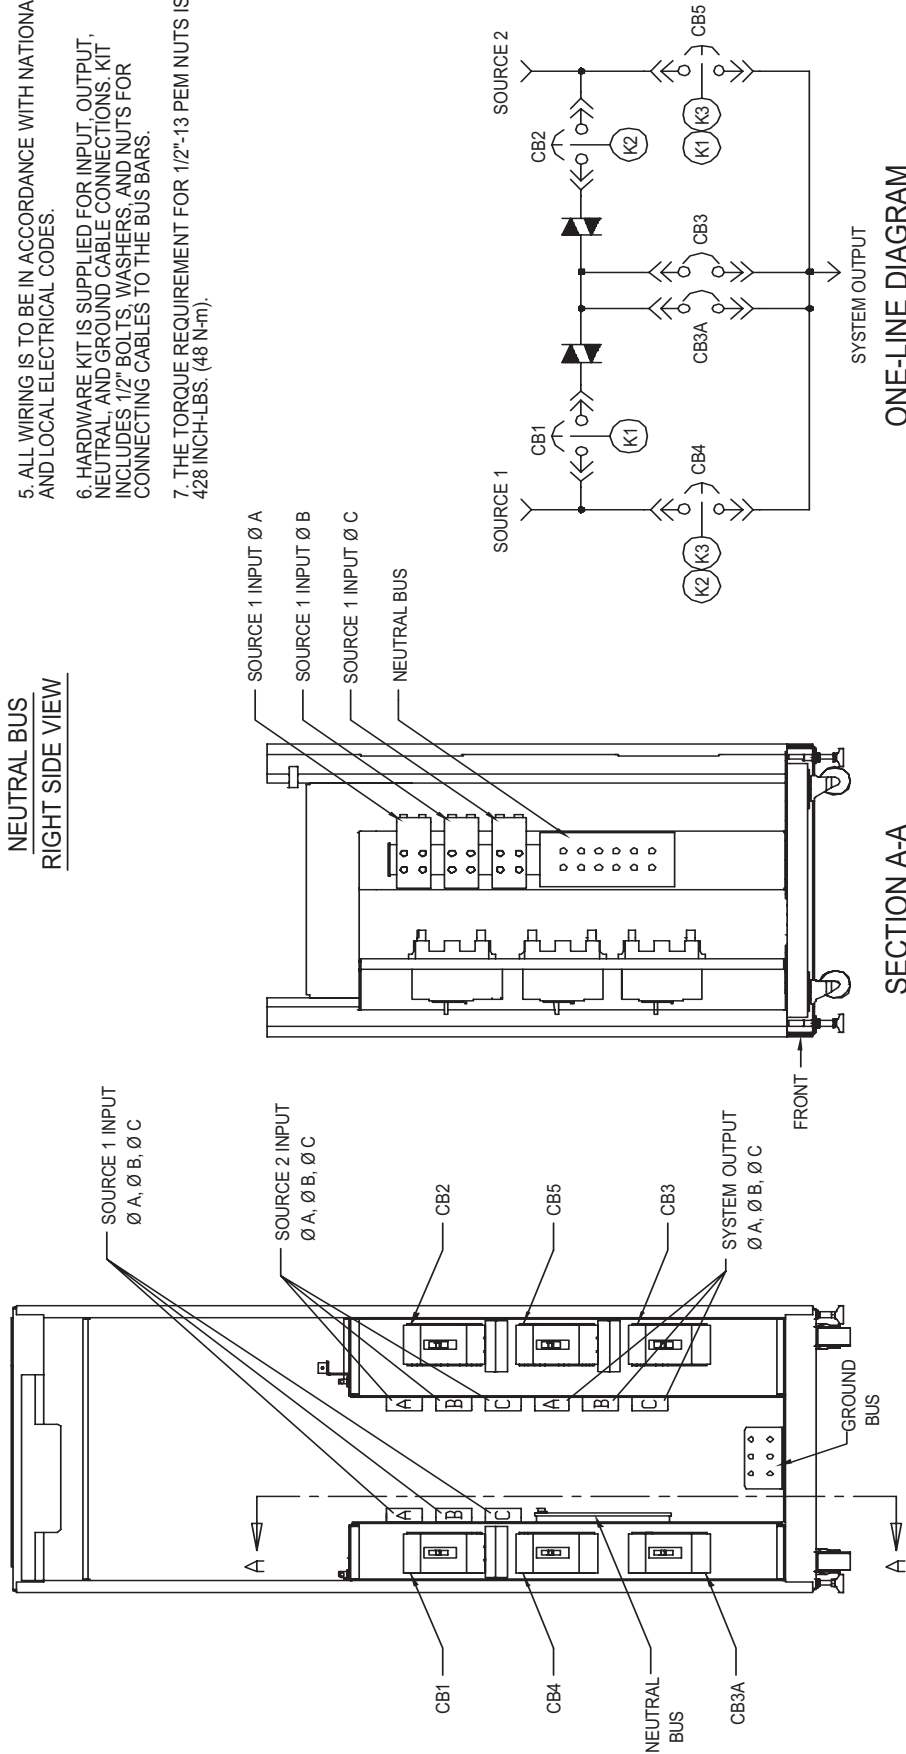 5. ALL WIRING IS TO BE IN ACCORDANCE WITH NATIONA
AND LOCAL ELECTRICAL CODES.
6. HARDWARE KIT IS SUPPLIED FOR INPUT, OUTPUT,
NEUTRAL, AND GROUND CABLE CONNECTIONS. KIT
INCLUDES 1/2" BOLTS, WASHERS, AND NUTS FOR
CONNECTING CABLES TO THE BUS BARS.
7. THE TORQUE REQUIREMENT FOR 1/2"-13 PEM NUTS IS
428 INCH-LBS. (48 N-m).
NEUTRAL BUS
RIGHT SIDE VIEW
SOURCE 1 INPUT
Ø A, Ø B, Ø C
SOURCE 2 INPUT
Ø A, Ø B, Ø C
CB2
CB5
CB3
SYSTEM OUTPUT
Ø A, Ø B, Ø C
GROUND
BUS
A
A
B
C
A
B
C
A
B
C
A
CB1
CB4
NEUTRAL
BUS
CB3A
SOURCE 1 INPUT Ø A
SOURCE 1 INPUT Ø B
SOURCE 1 INPUT Ø C
NEUTRAL BUS
FRONT
SECTION A-A
SOURCE 1
SOURCE 2
CB1
K1
CB2
K2
CB4
K2
K3
CB3A
CB3
CB5
K1
K3
SYSTEM OUTPUT
ONE-LINE DIAGRAM